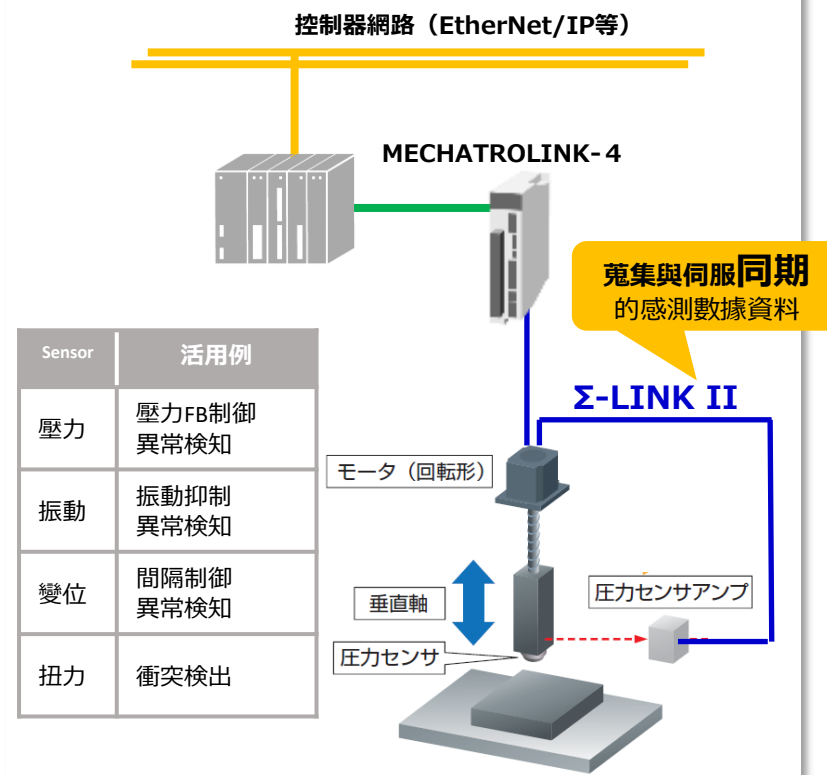 控制器網路（EtherNet/IP等）
MECHATROLINK-4
蒐集與伺服同期
的感測數據資料
Σ-LINK II
Sensor 活用例
壓力 壓力FB制御
異常検知
振動 振動抑制
異常検知
變位 間隔制御
異常検知
扭力 衝突検出
モータ（回転形）
垂直軸
圧力センサ
圧力センサアンプ